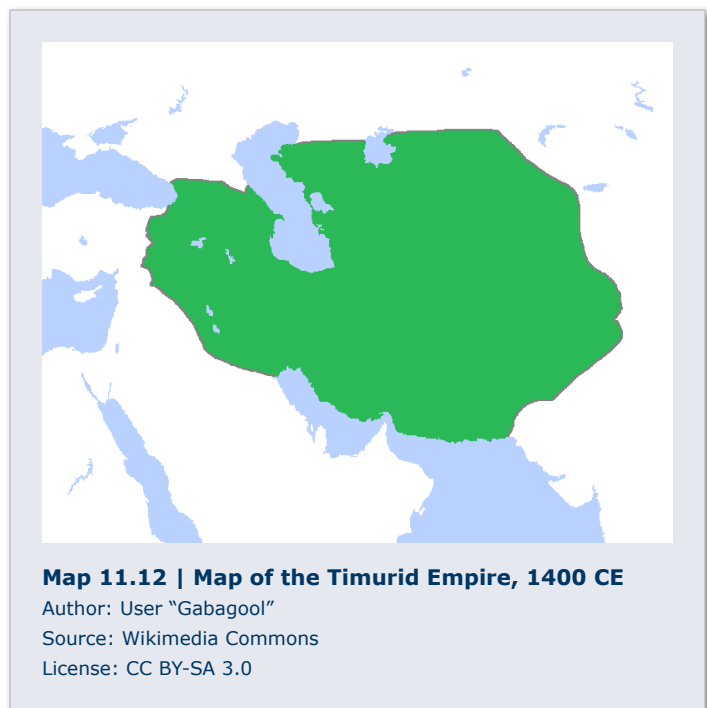 Map 11.12 | Map of the Timurid Empire, 1400 CE
Author: User “Gabagool”
Source: Wikimedia Commons
License: CC BY-SA 3.0